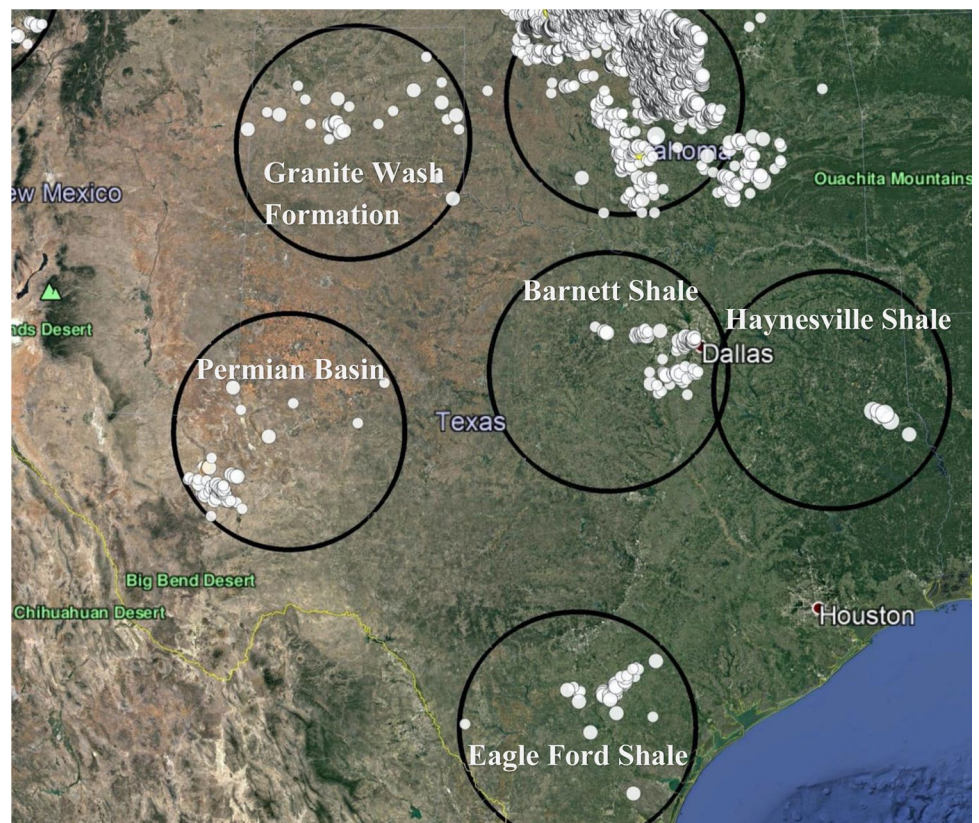 ahoma
Granite Wash
Formation
ew Mexico
Ouachita Mountains
Barnett Shale
Haynesville Shale
nds Desert
Dallas
Permian Basin
Texas
Big Bend Desert
Chihuahuan Desert
Houston
Eagle Ford Shale